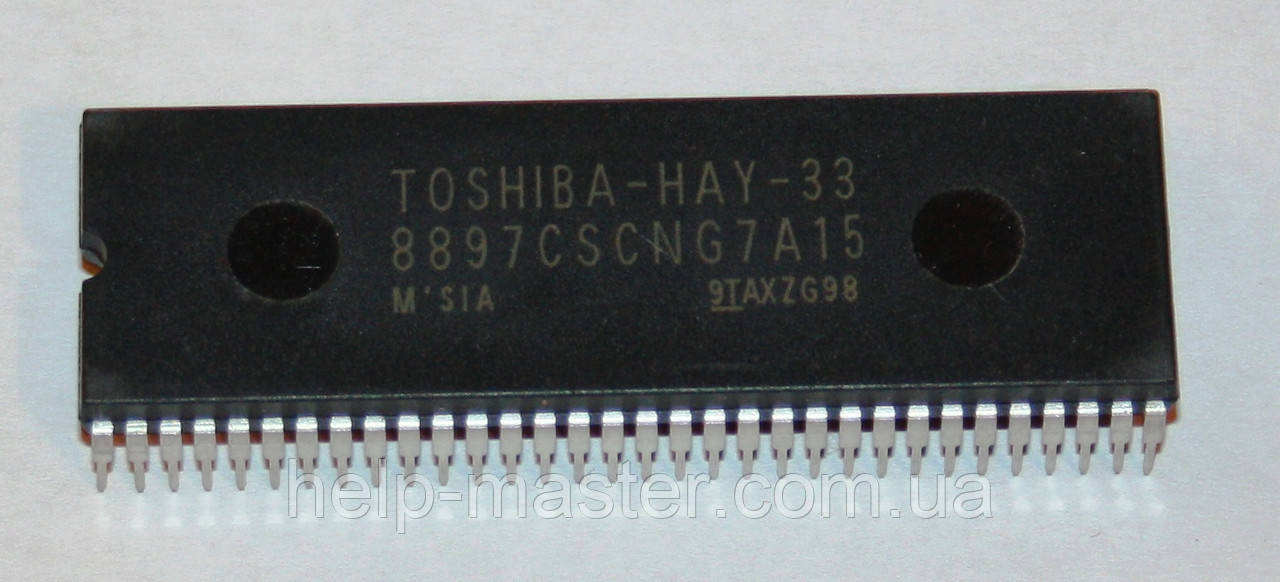 TOSHIBA-HAY-33
8897CSCNG7A15
M'SIA 9TAXZG98
help-master.com.ua